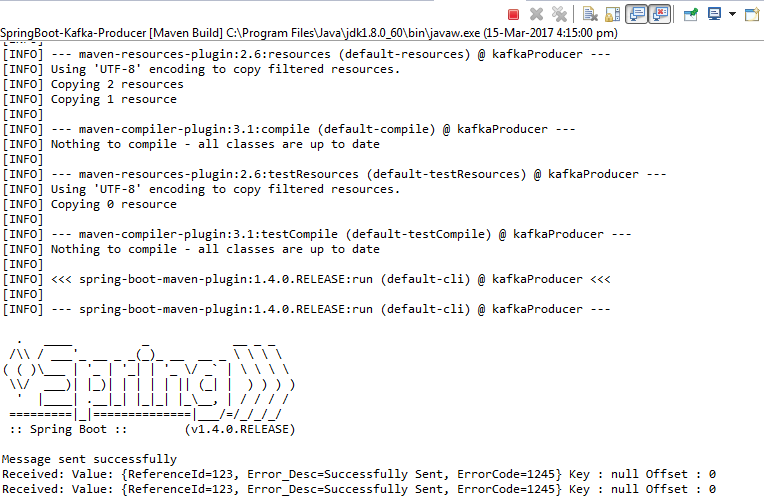 SpringBoot-Kafka-Producer [Maven Build] C:\Program Files\Java\jdk1.8.0_60\bin\javaw.exe (15-Mar-2017 4:15:00 pm)
[INFO]
[INFO] --- maven-resources-plugin:2.6:resources (default-resources) @ kafkaProducer ---
[INFO] Using 'UTF-8' encoding to copy filtered resources.
[INFO] Copying 2 resources
[INFO] Copying 1 resource
[INFO]
[INFO] --- maven-compiler-plugin:3.1:compile (default-compile) @ kafkaProducer ---
[INFO] Nothing to compile - all classes are up to date
[INFO]
[INFO] --- maven-resources-plugin:2.6:testResources (default-testResources) @ kafkaProducer ---
[INFO] Using 'UTF-8' encoding to copy filtered resources.
[INFO] Copying 0 resource
[INFO]
[INFO] --- maven-compiler-plugin:3.1:testCompile (default-testCompile) @ kafkaProducer ---
[INFO] Nothing to compile - all classes are up to date
[INFO]
[INFO] <<< spring-boot-maven-plugin:1.4.0.RELEASE:run (default-cli) @ kafkaProducer <<<
[INFO]
[INFO] --- spring-boot-maven-plugin:1.4.0.RELEASE:run (default-cli) @ kafkaProducer ---
  .   ____          _            __ _ _
 /\\ / ___'_ __ _ _(_)_ __  __ _ \ \ \ \
( ( )\___ | '_ | '_| | '_ \/ _` | \ \ \ \
 \\/  ___)| |_)| | | | | || (_| |  ) ) ) )
  '  |____| .__|_| |_|_| |_\__, | / / / /
 =========|_|==============|___/=/_/_/_/
 :: Spring Boot ::        (v1.4.0.RELEASE)
Message sent successfully
Received: Value: {ReferenceId=123, Error_Desc=Successfully Sent, ErrorCode=1245} Key : null Offset : 0
Received: Value: {ReferenceId=123, Error_Desc=Successfully Sent, ErrorCode=1245} Key : null Offset : 0